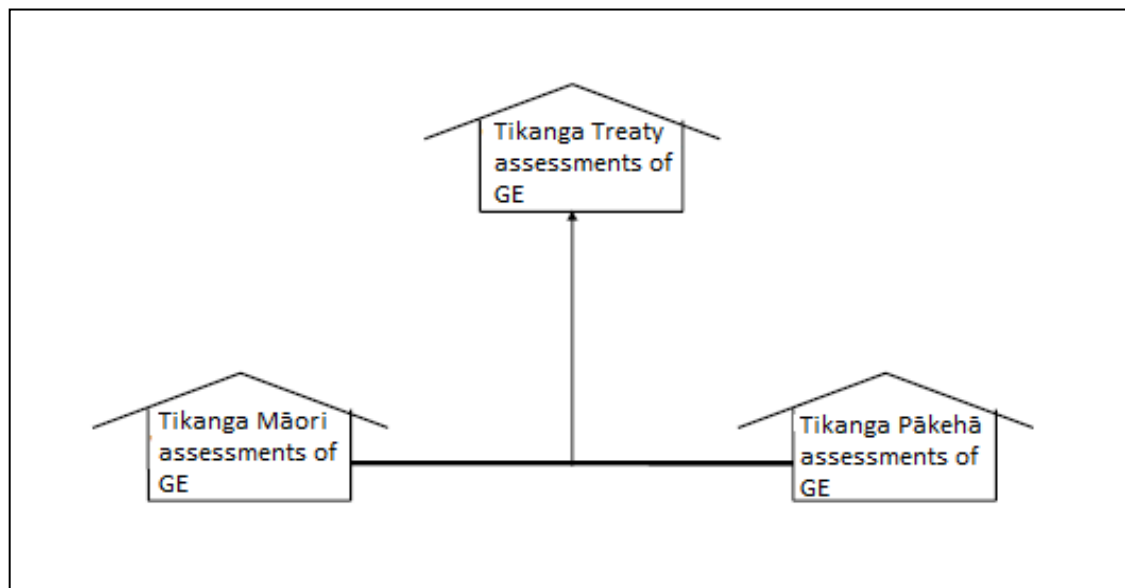 Tikanga Treaty
assessments of
GE
Tikanga Māori
assessments of
GE
Tikanga Pākehā
assessments of
GE